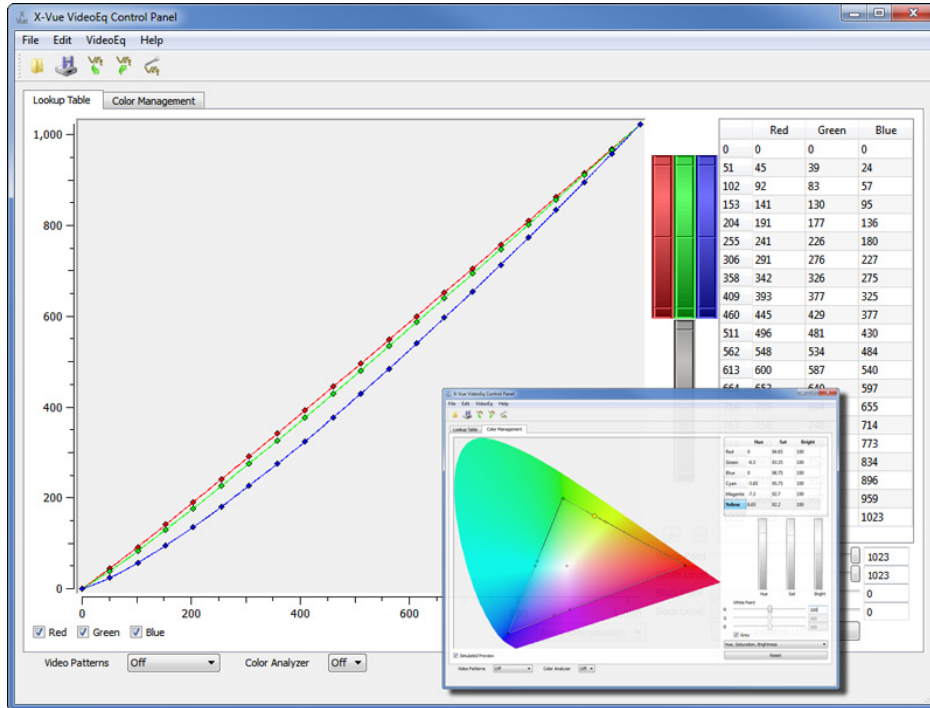 X-Vue VideoEq Control Panel
File Edit VideoEq Help
Lookup Table Color Management
1,000
800
600
400
200
0
0 200 400 600
Red Green Blue
Video Patterns Off Color Analyzer Off
Red Green Blue
0 0 0 0
51 45 39 24
102 92 83 57
153 141 130 95
204 191 177 136
255 241 226 180
306 291 276 227
358 342 326 275
409 393 377 325
460 445 429 377
511 496 481 430
562 548 534 484
613 600 587 540
664 652 640 597
655
714
773
834
896
959
1023
1023
1023
0
0
X-Vue VideoEq Control Panel
File Edit VideoEq Help
Lookup Table Color Management
Hue Sat Bright
Red 0 94.65 100
Green -6.5 93.25 100
Blue 0 98.75 100
Cyan -5.65 95.75 100
Magenta -7.3 92.7 100
Yellow 6.65 92.2 100
Hue Sat Bright
White Point
R
G
B
Grey
Hue, Saturation, Brightness
Reset
Simulated Preview
Video Patterns Off Color Analyzer Off